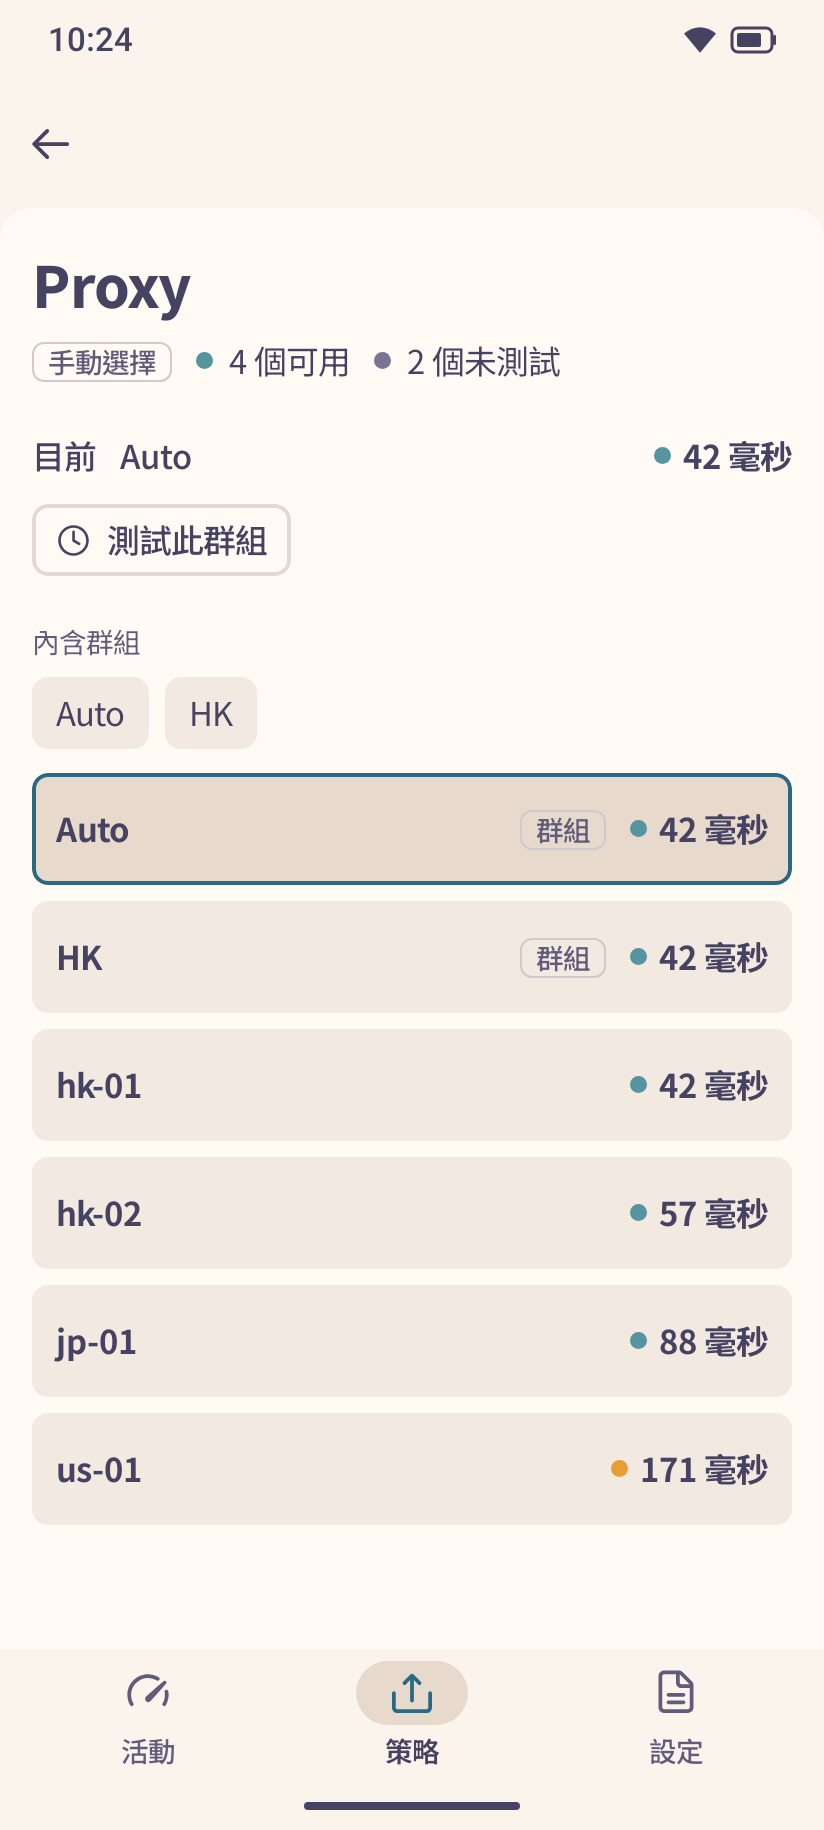 10:24
Proxy
手動選擇 4 個可用 2 個未測試
目前 Auto 42 毫秒
測試此群組
內含群組
Auto HK
Auto 群組 42 毫秒
HK 群組 42 毫秒
hk-01 42 毫秒
hk-02 57 毫秒
jp-01 88 毫秒
us-01 171 毫秒
活動 策略 設定